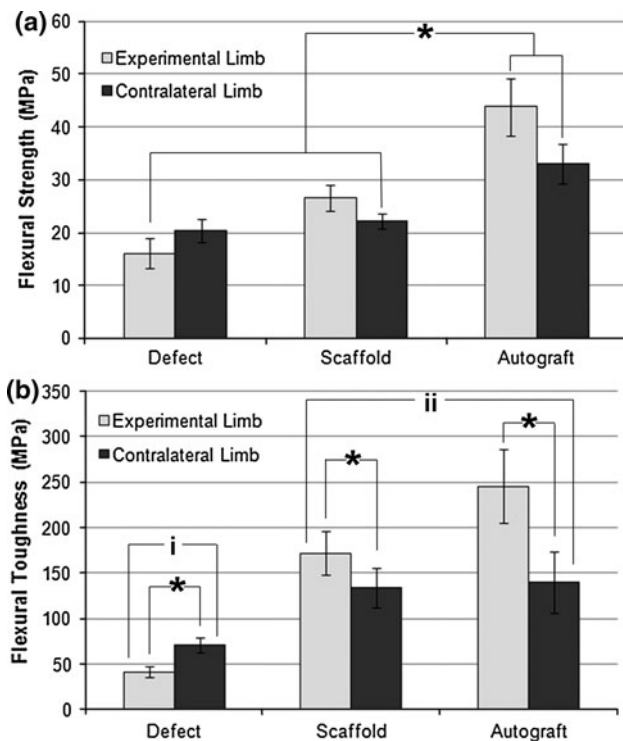 (a)
Flexural Strength (MPa)
60
50
40
30
20
10
0
Experimental Limb
Contralateral Limb
*
Defect
Scaffold
Autograft
(b)
Flexural Toughness (MPa)
350
300
250
200
150
100
50
0
Experimental Limb
Contralateral Limb
i
*
ii
*
*
Defect
Scaffold
Autograft